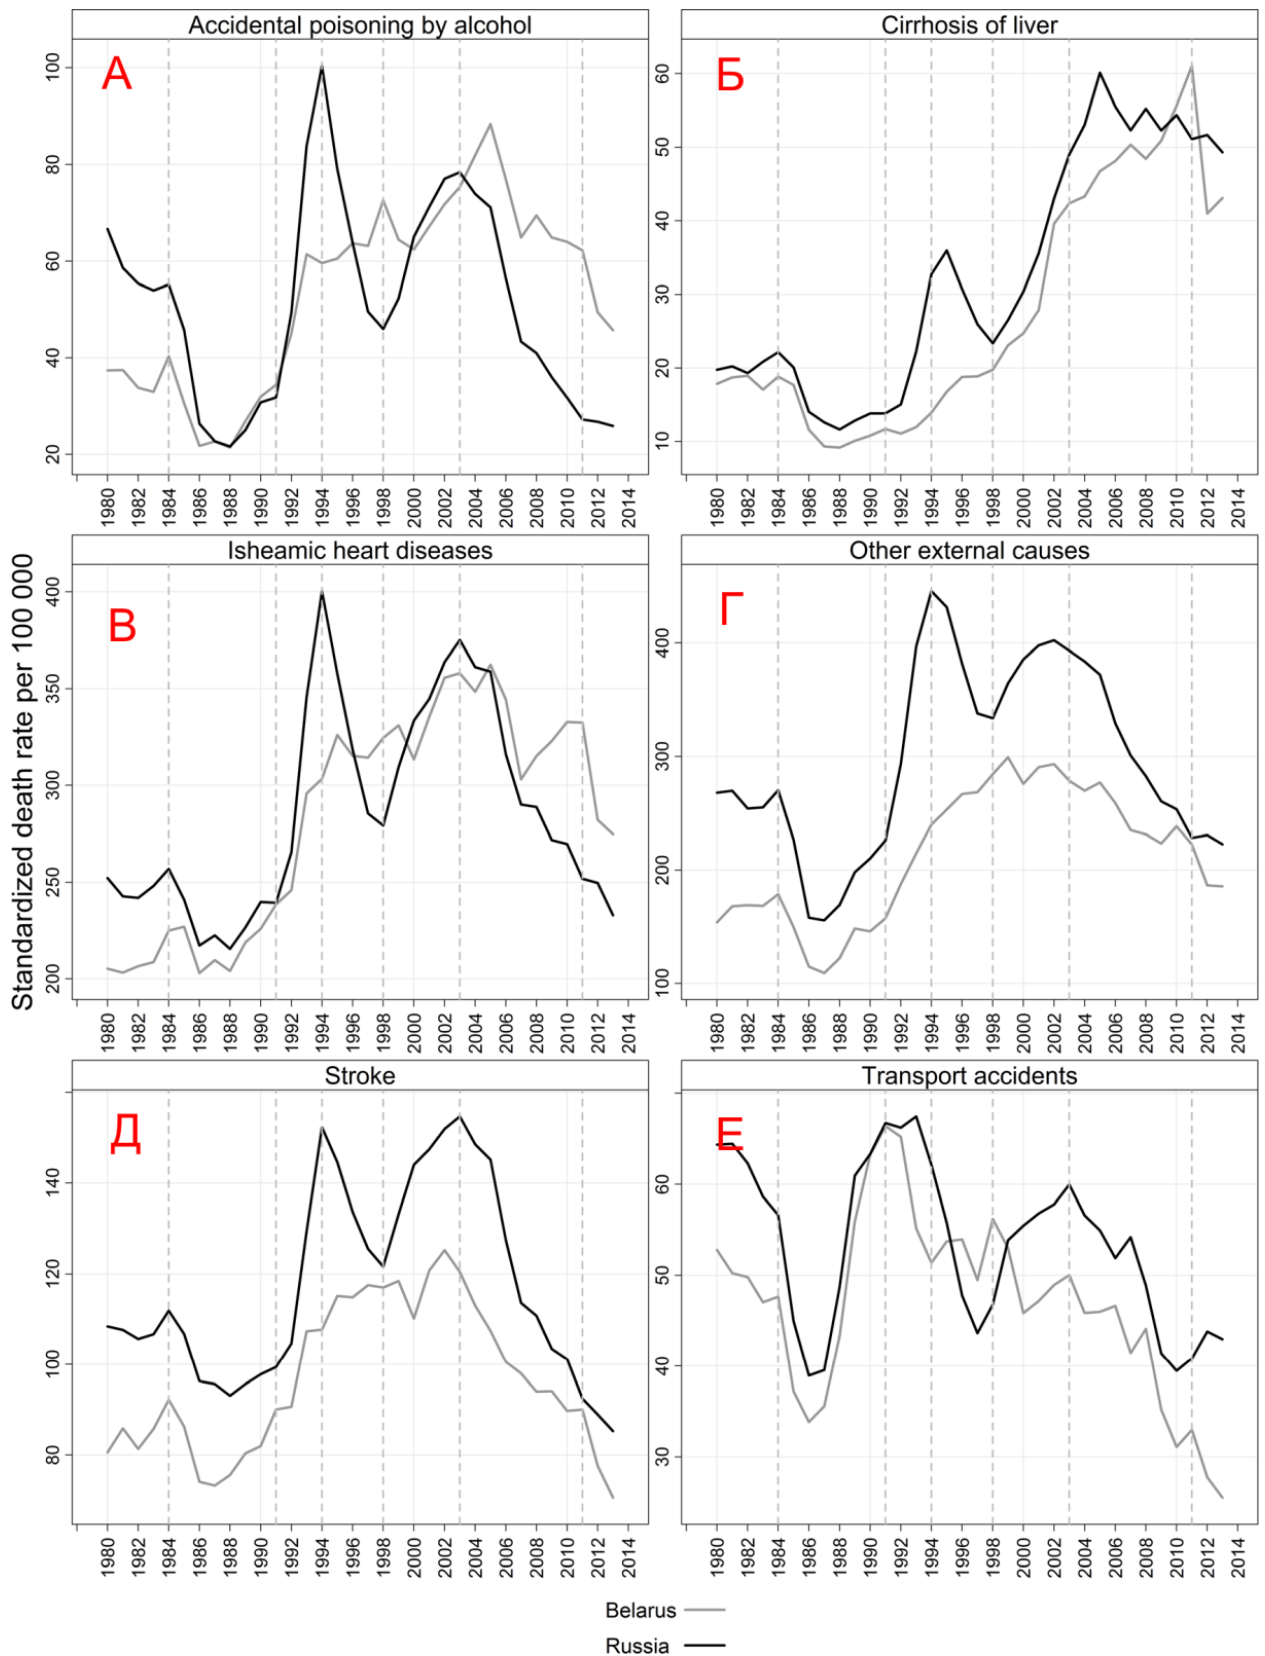 Accidental poisoning by alcohol
А
100
80
60
40
20
1980 1982 1984 1986 1988 1990 1992 1994 1996 1998 2000 2002 2004 2006 2008 2010 2012 2014
Cirrhosis of liver
Б
60
50
40
30
20
10
1980 1982 1984 1986 1988 1990 1992 1994 1996 1998 2000 2002 2004 2006 2008 2010 2012 2014
Standardized death rate per 100 000
Isheamic heart diseases
В
400
350
300
250
200
1980 1982 1984 1986 1988 1990 1992 1994 1996 1998 2000 2002 2004 2006 2008 2010 2012 2014
Other external causes
Г
400
300
200
100
1980 1982 1984 1986 1988 1990 1992 1994 1996 1998 2000 2002 2004 2006 2008 2010 2012 2014
Stroke
Д
140
120
100
80
1980 1982 1984 1986 1988 1990 1992 1994 1996 1998 2000 2002 2004 2006 2008 2010 2012 2014
Transport accidents
Е
60
50
40
30
1980 1982 1984 1986 1988 1990 1992 1994 1996 1998 2000 2002 2004 2006 2008 2010 2012 2014
Belarus
Russia